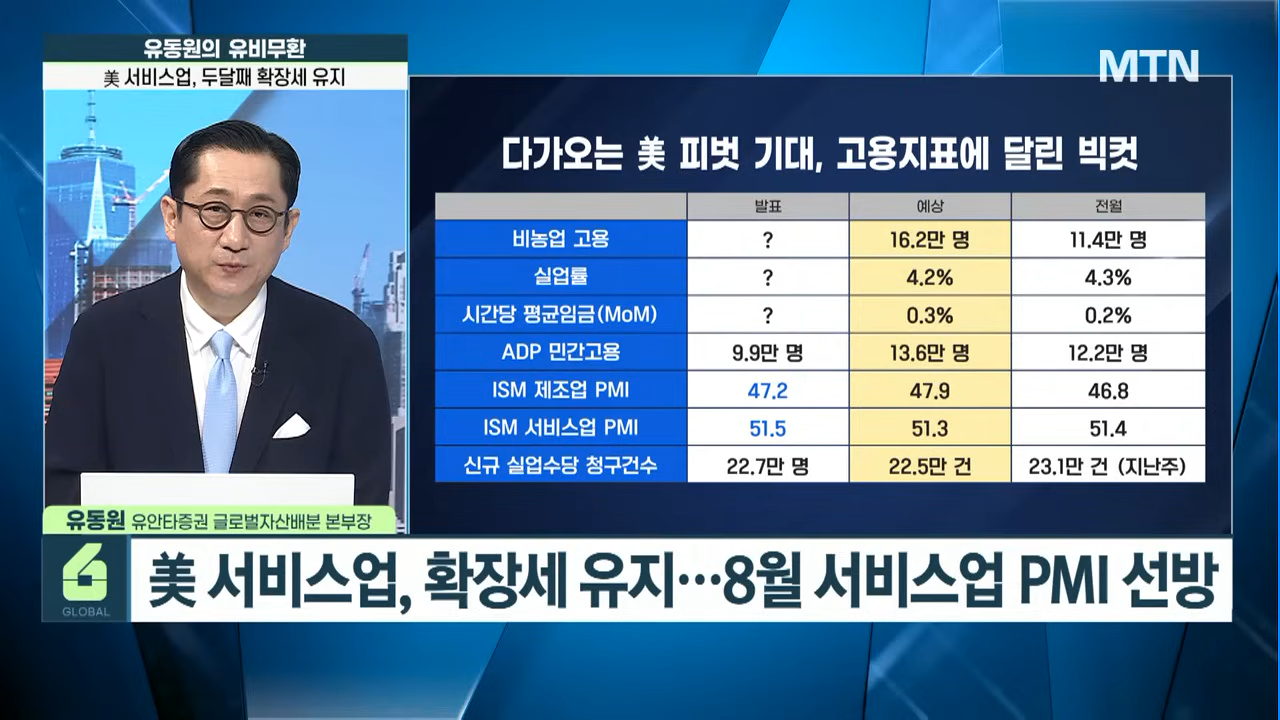 유동원의 유비무환
美 서비스업, 두달째 확장세 유지
MTN
다가오는 美 피벗 기대, 고용지표에 달린 빅컷
발표 예상 전월
비농업 고용 ? 16.2만 명 11.4만 명
실업률 ? 4.2% 4.3%
시간당 평균임금(MoM) ? 0.3% 0.2%
ADP 민간고용 9.9만 명 13.6만 명 12.2만 명
ISM 제조업 PMI 47.2 47.9 46.8
ISM 서비스업 PMI 51.5 51.3 51.4
신규 실업수당 청구건수 22.7만 명 22.5만 건 23.1만 건 (지난주)
유동원 유안타증권 글로벌자산배분 본부장
6 GLOBAL
美 서비스업, 확장세 유지…8월 서비스업 PMI 선방